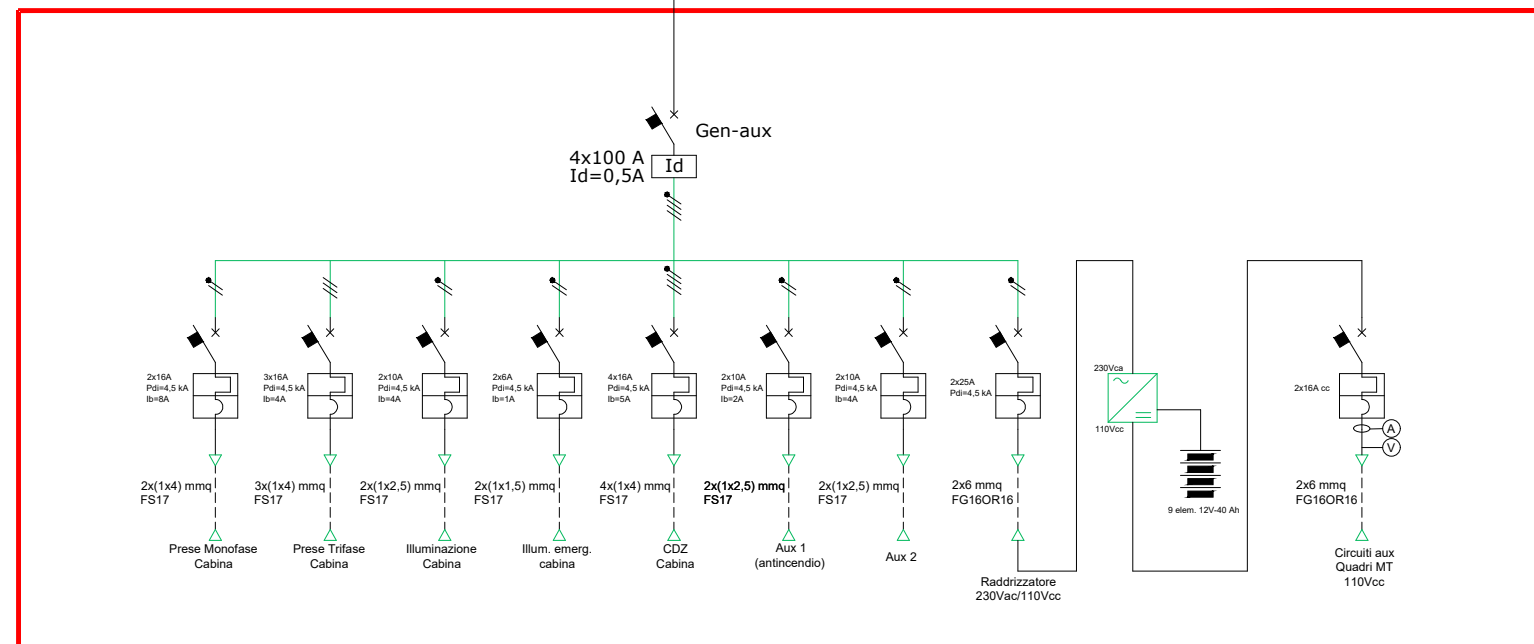 Gen-aux
4x100 A
Id=0,5A
Id
2x16A
Pdi=4,5 kA
Ib=8A
3x16A
Pdi=4,5 kA
Ib=4A
2x10A
Pdi=4,5 kA
Ib=4A
2x6A
Pdi=4,5 kA
Ib=1A
4x16A
Pdi=4,5 kA
Ib=5A
2x10A
Pdi=4,5 kA
Ib=2A
2x10A
Pdi=4,5 kA
Ib=4A
2x25A
Pdi=4,5 kA
230Vca
110Vcc
2x16A cc
A
V
2x(1x4) mmq
FS17
3x(1x4) mmq
FS17
2x(1x2,5) mmq
FS17
2x(1x1,5) mmq
FS17
4x(1x4) mmq
FS17
2x(1x2,5) mmq
FS17
2x(1x2,5) mmq
FS17
2x6 mmq
FG16OR16
9 elem. 12V-40 Ah
2x6 mmq
FG16OR16
Prese Monofase
Cabina
Prese Trifase
Cabina
Illuminazione
Cabina
Illum. emerg.
cabina
CDZ
Cabina
Aux 1
(antincendio)
Aux 2
Raddrizzatore
230Vac/110Vcc
Circuiti aux
Quadri MT
110Vcc